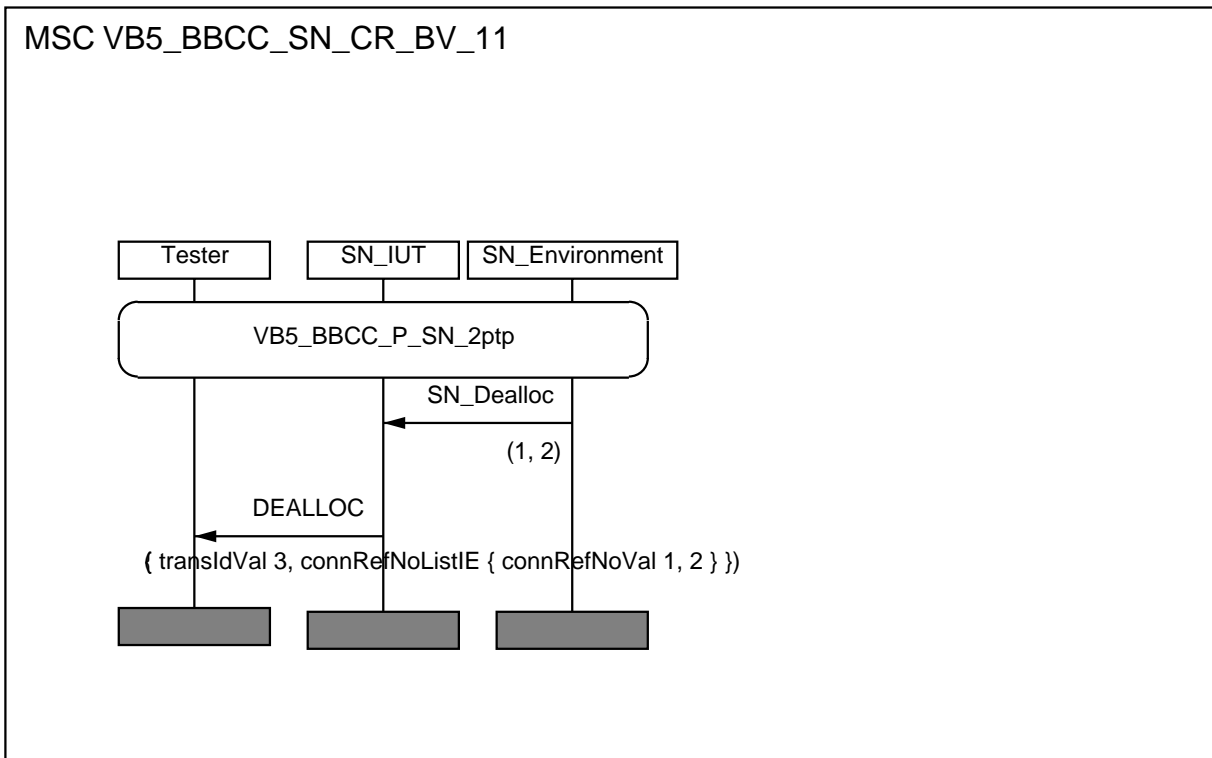 MSC VB5_BBCC_SN_CR_BV_11
Tester SN_IUT SN_Environment
VB5_BBCC_P_SN_2ptp
SN_Dealloc
(1, 2)
DEALLOC
( { transIdVal 3, connRefNoListIE { connRefNoVal 1, 2 } })